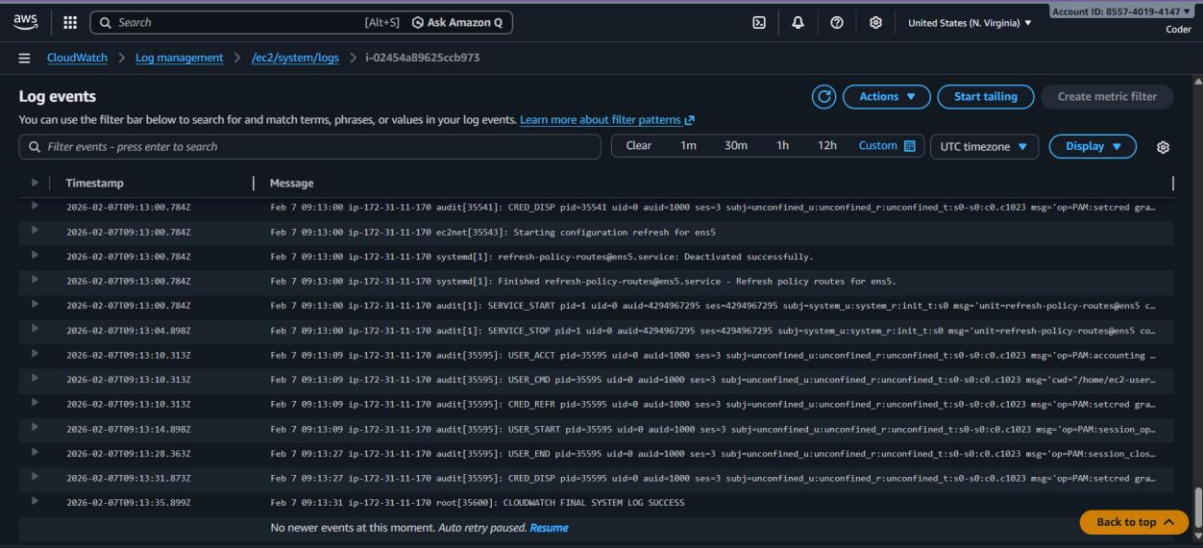 aws Search [Alt+S] Ask Amazon Q United States (N. Virginia) Account ID: 8557-4019-4147
Coder
CloudWatch > Log management > /ec2/system/logs > i-02454a89625ccb973
Log events
Actions Start tailing Create metric filter
You can use the filter bar below to search for and match terms, phrases, or values in your log events. Learn more about filter patterns
Filter events - press enter to search Clear 1m 30m 1h 12h Custom UTC timezone Display
Timestamp Message
2026-02-07T09:13:00.784Z Feb 7 09:13:00 ip-172-31-11-170 audit[35541]: CRED_DISP pid=35541 uid=0 auid=1000 ses=3 subj=unconfined_u:unconfined_r:unconfined_t:s0-s0:c0.c1023 msg='op=PAM:setcred gra…
2026-02-07T09:13:00.784Z Feb 7 09:13:00 ip-172-31-11-170 ec2net[35543]: Starting configuration refresh for ens5
2026-02-07T09:13:00.784Z Feb 7 09:13:00 ip-172-31-11-170 systemd[1]: refresh-policy-routes@ens5.service: Deactivated successfully.
2026-02-07T09:13:00.784Z Feb 7 09:13:00 ip-172-31-11-170 systemd[1]: Finished refresh-policy-routes@ens5.service - Refresh policy routes for ens5.
2026-02-07T09:13:00.784Z Feb 7 09:13:00 ip-172-31-11-170 audit[1]: SERVICE_START pid=1 uid=0 auid=4294967295 ses=4294967295 subj=system_u:system_r:init_t:s0 msg='unit=refresh-policy-routes@ens5 c…
2026-02-07T09:13:04.898Z Feb 7 09:13:00 ip-172-31-11-170 audit[1]: SERVICE_STOP pid=1 uid=0 auid=4294967295 ses=4294967295 subj=system_u:system_r:init_t:s0 msg='unit=refresh-policy-routes@ens5 co…
2026-02-07T09:13:10.313Z Feb 7 09:13:09 ip-172-31-11-170 audit[35595]: USER_ACCT pid=35595 uid=0 auid=1000 ses=3 subj=unconfined_u:unconfined_r:unconfined_t:s0-s0:c0.c1023 msg='op=PAM:accounting …
2026-02-07T09:13:10.313Z Feb 7 09:13:09 ip-172-31-11-170 audit[35595]: USER_CMD pid=35595 uid=0 auid=1000 ses=3 subj=unconfined_u:unconfined_r:unconfined_t:s0-s0:c0.c1023 msg='cwd="/home/ec2-user…
2026-02-07T09:13:10.313Z Feb 7 09:13:09 ip-172-31-11-170 audit[35595]: CRED_REFR pid=35595 uid=0 auid=1000 ses=3 subj=unconfined_u:unconfined_r:unconfined_t:s0-s0:c0.c1023 msg='op=PAM:setcred gra…
2026-02-07T09:13:14.898Z Feb 7 09:13:09 ip-172-31-11-170 audit[35595]: USER_START pid=35595 uid=0 auid=1000 ses=3 subj=unconfined_u:unconfined_r:unconfined_t:s0-s0:c0.c1023 msg='op=PAM:session_op…
2026-02-07T09:13:28.363Z Feb 7 09:13:27 ip-172-31-11-170 audit[35595]: USER_END pid=35595 uid=0 auid=1000 ses=3 subj=unconfined_u:unconfined_r:unconfined_t:s0-s0:c0.c1023 msg='op=PAM:session_clos…
2026-02-07T09:13:31.873Z Feb 7 09:13:27 ip-172-31-11-170 audit[35595]: CRED_DISP pid=35595 uid=0 auid=1000 ses=3 subj=unconfined_u:unconfined_r:unconfined_t:s0-s0:c0.c1023 msg='op=PAM:setcred gra…
2026-02-07T09:13:35.899Z Feb 7 09:13:31 ip-172-31-11-170 root[35600]: CLOUDWATCH FINAL SYSTEM LOG SUCCESS
No newer events at this moment. Auto retry paused. Resume
Back to top